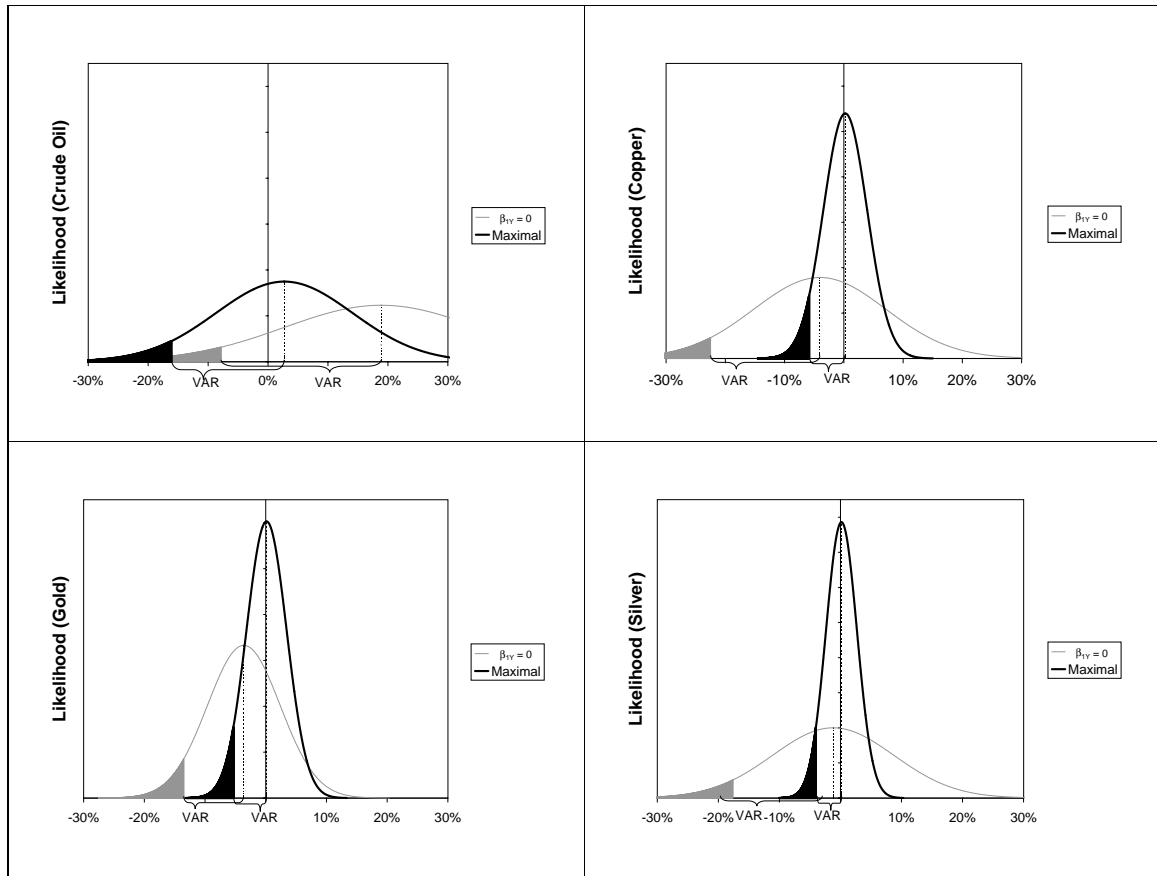 Likelihood (Crude Oil)
β1Y = 0
Maximal
-30% -20% 0% 20% 30%
VAR VAR
Likelihood (Copper)
β1Y = 0
Maximal
-30% -10% 10% 20% 30%
VAR VAR
Likelihood (Gold)
β1Y = 0
Maximal
-30% -20% 10% 20% 30%
VAR VAR
Likelihood (Silver)
β1Y = 0
Maximal
-30% -20% -10% 10% 20% 30%
VAR VAR